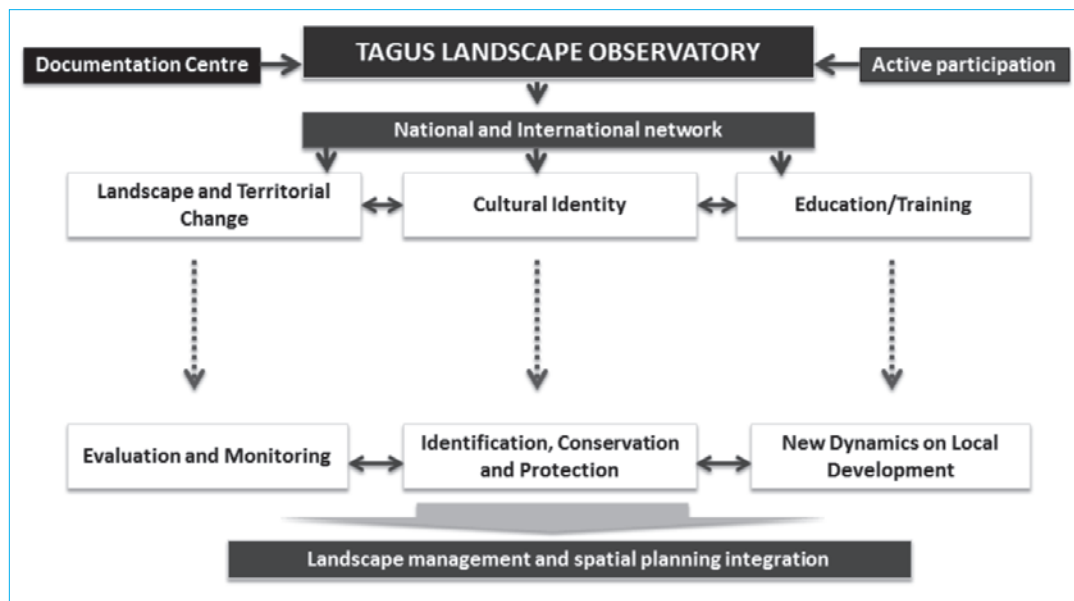 TAGUS LANDSCAPE OBSERVATORY
Documentation Centre
Active participation
National and International network
Landscape and Territorial
Change
Cultural Identity
Education/Training
Evaluation and Monitoring
Identification, Conservation
and Protection
New Dynamics on Local
Development
Landscape management and spatial planning integration